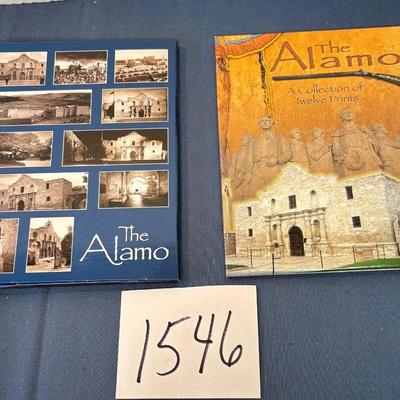 The
Alamo
The
Alamo
A Collection of
Twelve Prints
1546